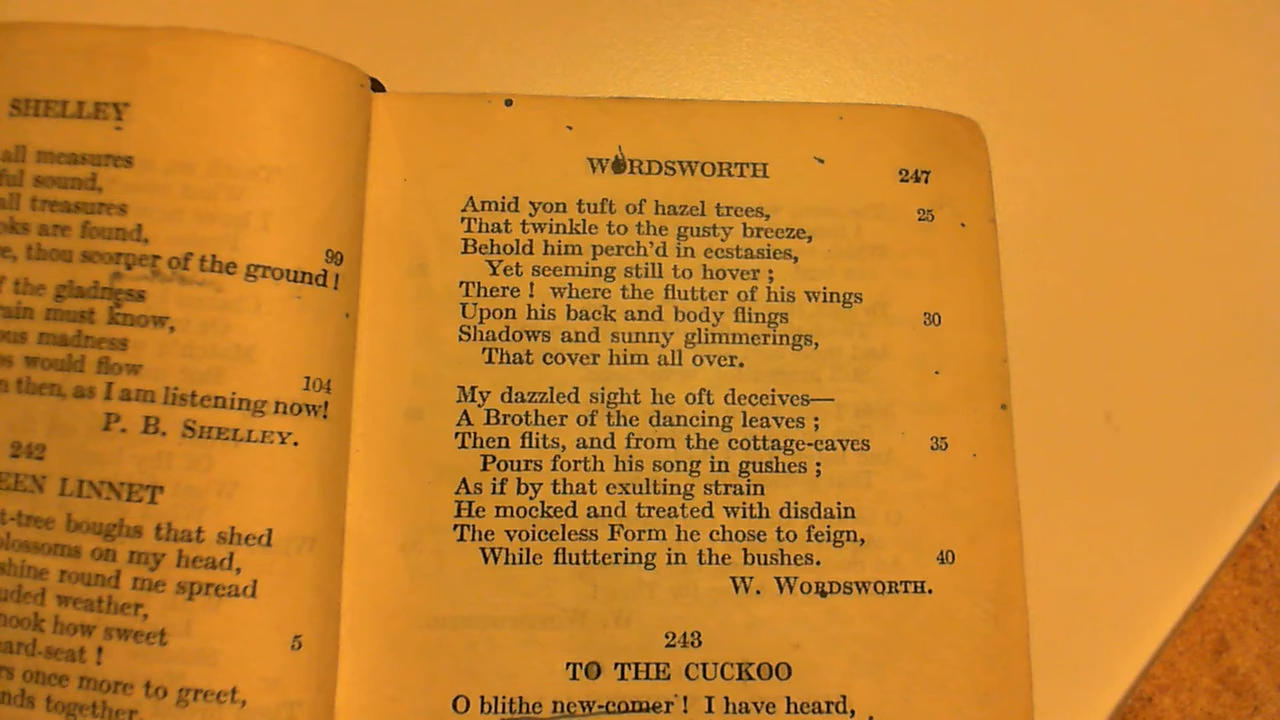 SHELLEY
all measures
ful sound,
all treasures
oks are found,
99
e, thou scorner of the ground!
f the gladness
ain must know,
ous madness
s would flow
104
n then, as I am listening now!
P. B. SHELLEY.
242
EEN LINNET
t-tree boughs that shed
blossoms on my head,
shine round me spread
uded weather,
nook how sweet 5
ard-seat !
rs once more to greet,
nds together.
WORDSWORTH 247
Amid yon tuft of hazel trees, 25
That twinkle to the gusty breeze,
Behold him perch'd in ecstasies,
Yet seeming still to hover ;
There ! where the flutter of his wings
Upon his back and body flings 30
Shadows and sunny glimmerings,
That cover him all over.
My dazzled sight he oft deceives—
A Brother of the dancing leaves ;
Then flits, and from the cottage-eaves 35
Pours forth his song in gushes ;
As if by that exulting strain
He mocked and treated with disdain
The voiceless Form he chose to feign,
While fluttering in the bushes. 40
W. WORDSWORTH.
243
TO THE CUCKOO
O blithe new-comer ! I have heard,